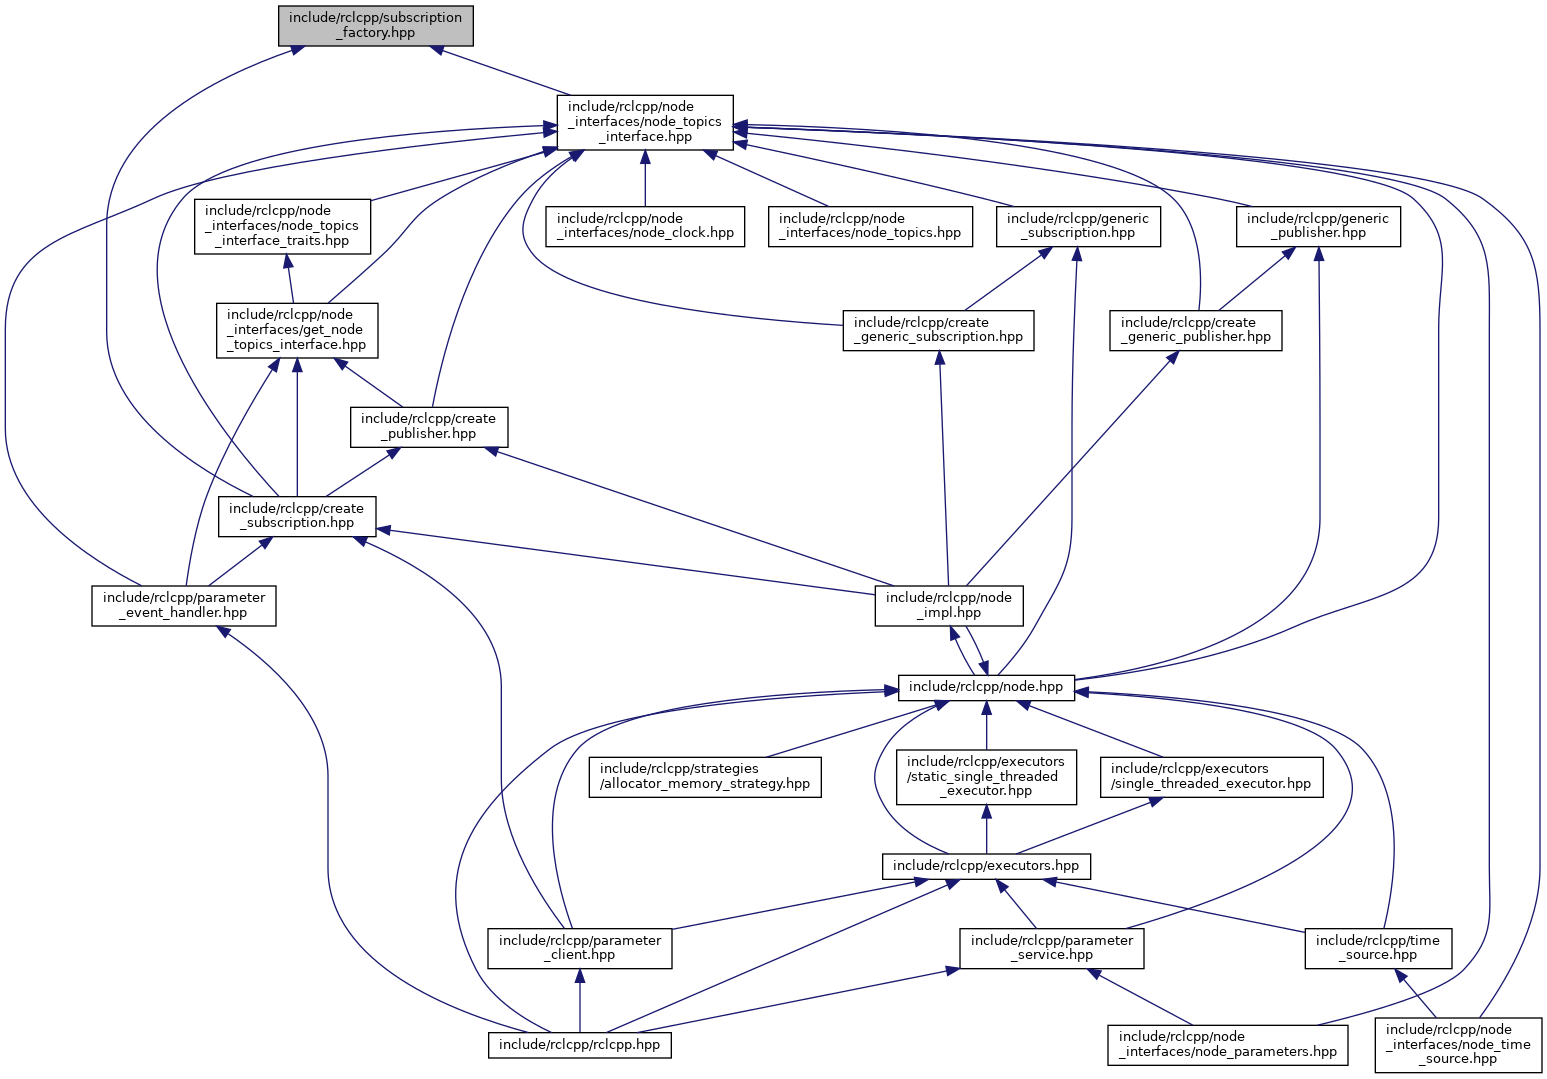 include/rclcpp/subscription
_factory.hpp
include/rclcpp/node
_interfaces/node_topics
_interface.hpp
include/rclcpp/node
_interfaces/node_topics
_interface_traits.hpp
include/rclcpp/node
_interfaces/node_clock.hpp
include/rclcpp/node
_interfaces/node_topics.hpp
include/rclcpp/generic
_subscription.hpp
include/rclcpp/generic
_publisher.hpp
include/rclcpp/node
_interfaces/get_node
_topics_interface.hpp
include/rclcpp/create
_generic_subscription.hpp
include/rclcpp/create
_generic_publisher.hpp
include/rclcpp/create
_publisher.hpp
include/rclcpp/create
_subscription.hpp
include/rclcpp/parameter
_event_handler.hpp
include/rclcpp/node
_impl.hpp
include/rclcpp/node.hpp
include/rclcpp/strategies
/allocator_memory_strategy.hpp
include/rclcpp/executors
/static_single_threaded
_executor.hpp
include/rclcpp/executors
/single_threaded_executor.hpp
include/rclcpp/executors.hpp
include/rclcpp/parameter
_client.hpp
include/rclcpp/parameter
_service.hpp
include/rclcpp/time
_source.hpp
include/rclcpp/rclcpp.hpp
include/rclcpp/node
_interfaces/node_parameters.hpp
include/rclcpp/node
_interfaces/node_time
_source.hpp